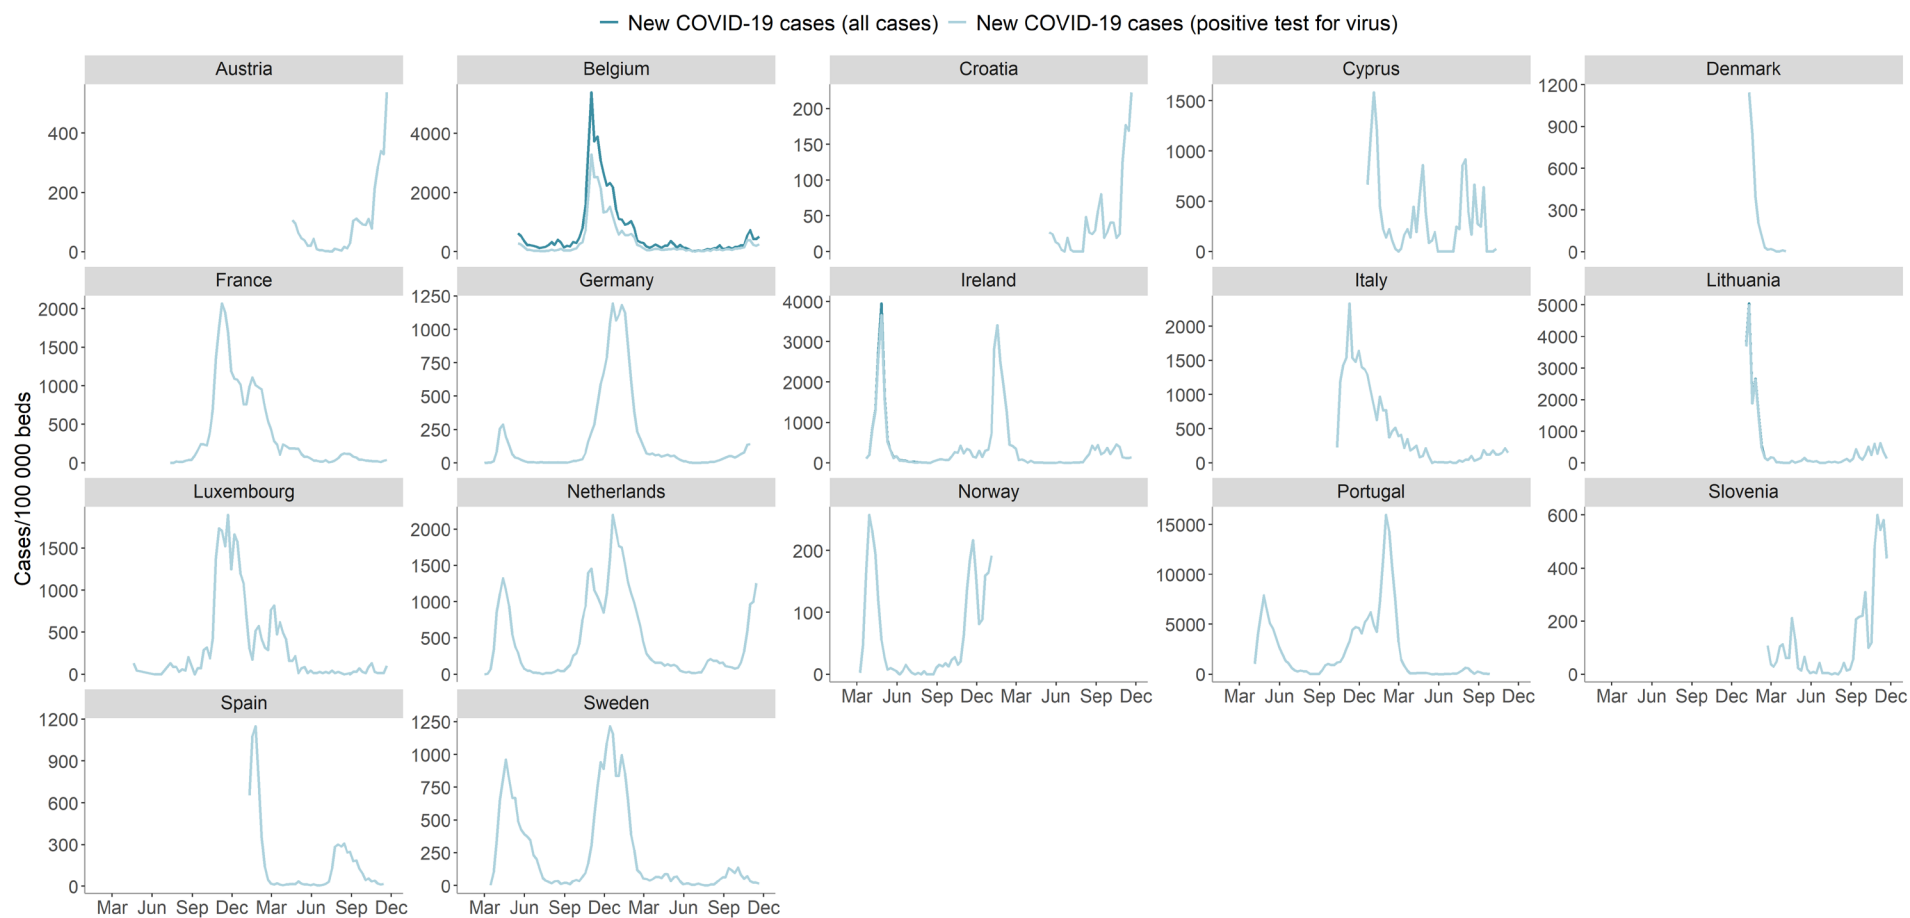 New COVID-19 cases (all cases) New COVID-19 cases (positive test for virus)
Cases/100 000 beds
Austria Belgium Croatia Cyprus Denmark
400 4000 200 1500 1200
200 2000 150 1000 900
0 0 100 500 600
50 0 300
0 0
France Germany Ireland Italy Lithuania
2000 1250 4000 2000 5000
1500 1000 3000 1500 4000
1000 750 2000 1000 3000
500 500 1000 500 2000
0 250 0 0 1000
0 0
Luxembourg Netherlands Norway Portugal Slovenia
1500 2000 200 15000 600
1000 1500 100 10000 400
500 1000 0 5000 200
0 500 0 0
0
Mar Jun Sep Dec Mar Jun Sep Dec Mar Jun Sep Dec Mar Jun Sep Dec Mar Jun Sep Dec Mar Jun Sep Dec
Spain Sweden
1200 1250
900 1000
600 750
300 500
0 250
0
Mar Jun Sep Dec Mar Jun Sep Dec Mar Jun Sep Dec Mar Jun Sep Dec